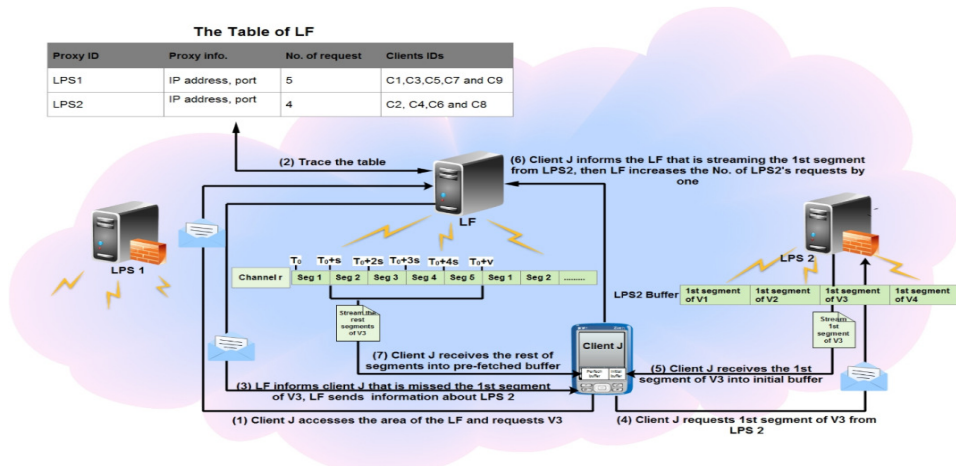 The Table of LF
Proxy ID Proxy info. No. of request Clients IDs
LPS1 IP address, port 5 C1,C3,C5,C7 and C9
LPS2 IP address, port 4 C2, C4,C6 and C8
(2) Trace the table
(6) Client J informs the LF that is streaming the 1st segment
from LPS2, then LF increases the No. of LPS2's requests by
one
LF
LPS 1
LPS 2
T₀ T₀+s T₀+2s T₀+3s T₀+4s T₀+v
Channel r Seg 1 Seg 2 Seg 3 Seg 4 Seg 5 Seg 1 Seg 2 .........
LPS2 Buffer
1st segment
of V1
1st segment
of V2
1st segment
of V3
1st segment
of V4
Stream the
rest
segments
of V3
Stream
1st
segment
of V3
Client J
buffer
Initial
buffer
(7) Client J receives the rest of
segments into pre-fetched buffer
(5) Client J receives the 1st
segment of V3 into initial buffer
(3) LF informs client J that is missed the 1st segment
of V3, LF sends information about LPS 2
(1) Client J accesses the area of the LF and requests V3
(4) Client J requests 1st segment of V3 from
LPS 2